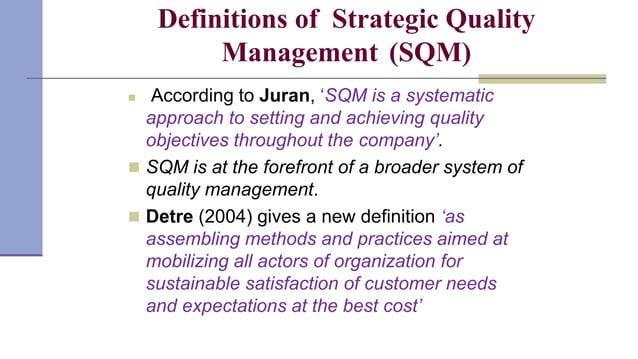 Definitions of Strategic Quality
Management (SQM)
According to Juran, ‘SQM is a systematic
approach to setting and achieving quality
objectives throughout the company’.
SQM is at the forefront of a broader system of
quality management.
Detre (2004) gives a new definition ‘as
assembling methods and practices aimed at
mobilizing all actors of organization for
sustainable satisfaction of customer needs
and expectations at the best cost’